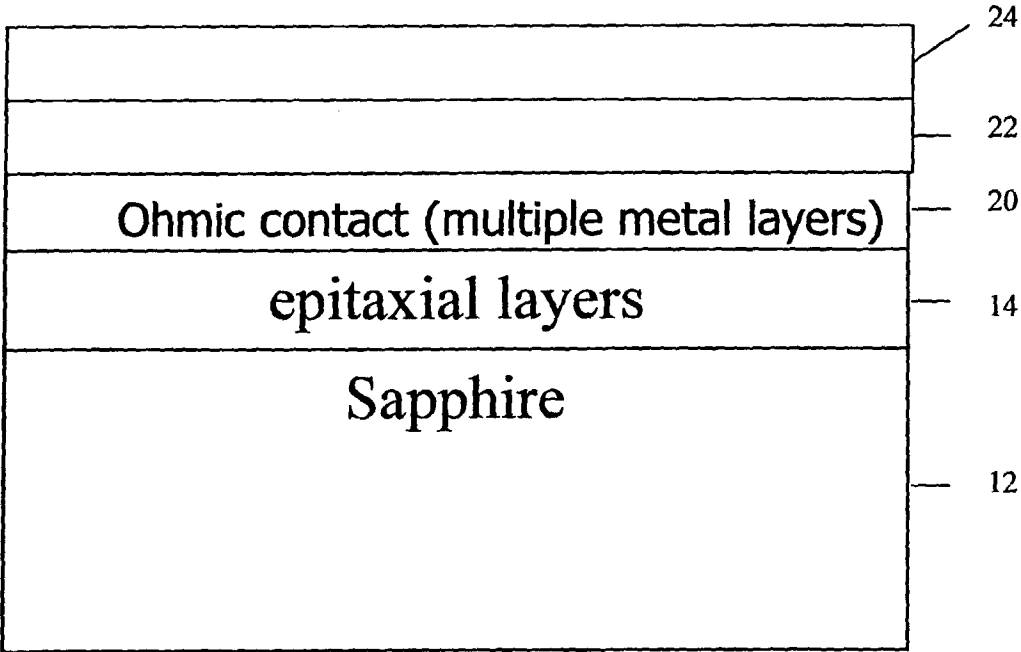 24
22
Ohmic contact (multiple metal layers) 20
epitaxial layers 14
Sapphire
12